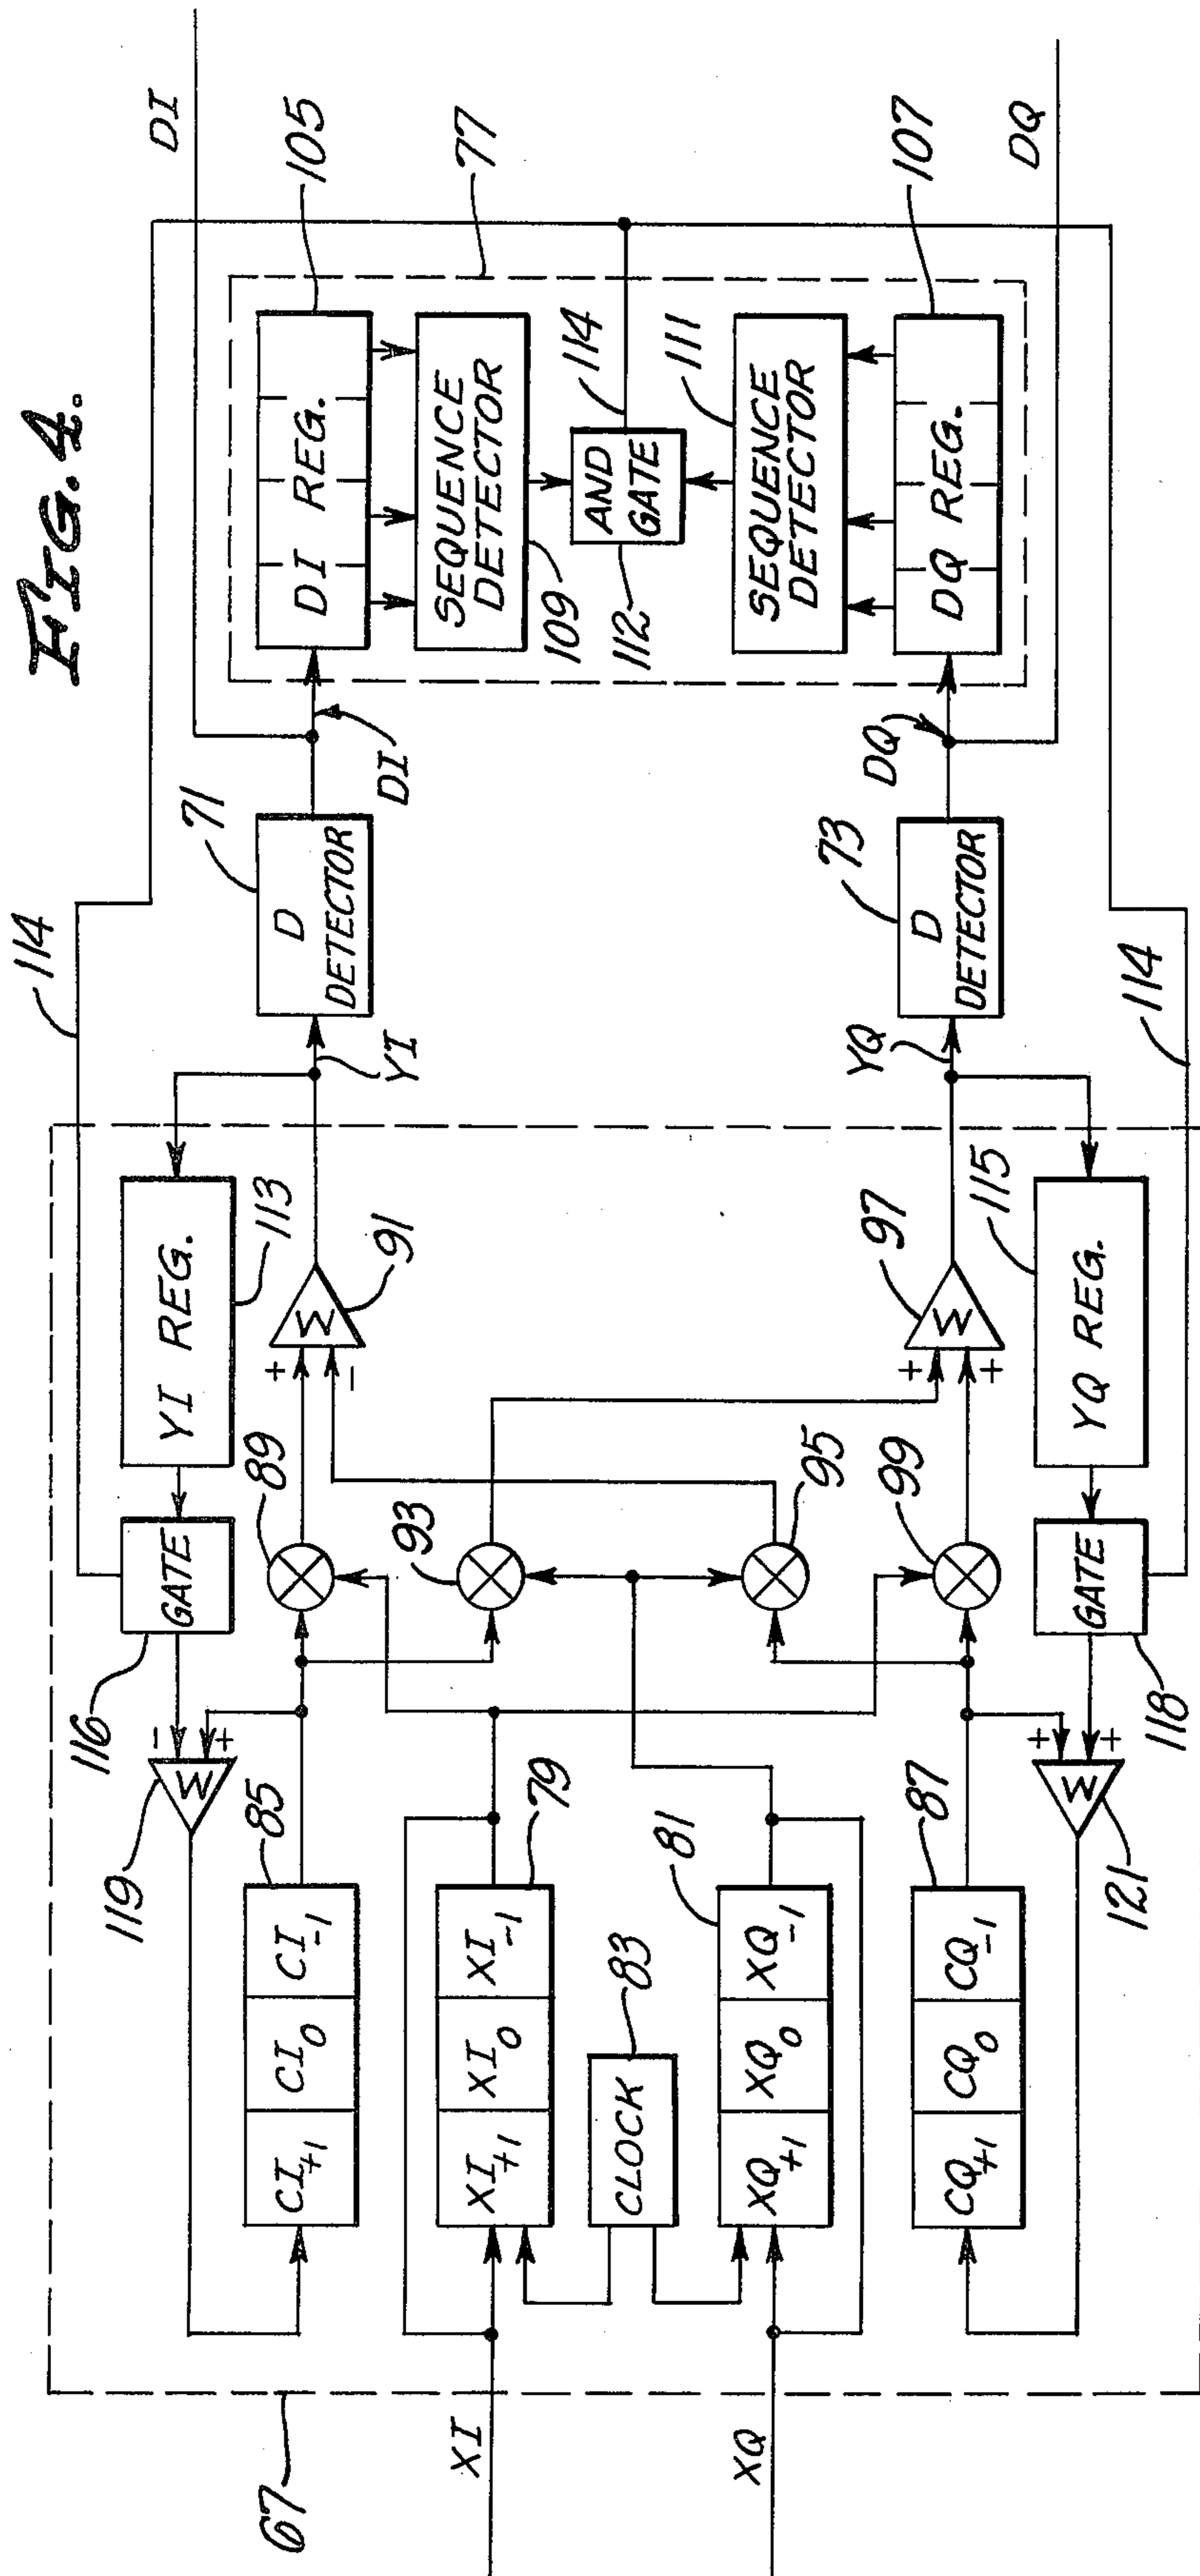 FIG. 4.
114
DI
YI REG.
113
GATE
116
119
W
-
+
71
D
DETECTOR
YI
DI
DI REG.
105
77
SEQUENCE
DETECTOR
109
AND
GATE
112
114
SEQUENCE
DETECTOR
111
DQ REG.
107
89
+
-
W
91
85
CI+1
CI0
CI-1
93
XI
XI+1
XI0
XI-1
79
CLOCK
83
81
XQ
XQ+1
XQ0
XQ-1
95
87
CQ+1
CQ0
CQ-1
99
+
+
W
97
YQ
73
D
DETECTOR
DQ
DQ
YQ REG.
115
GATE
118
+
+
W
121
114
67